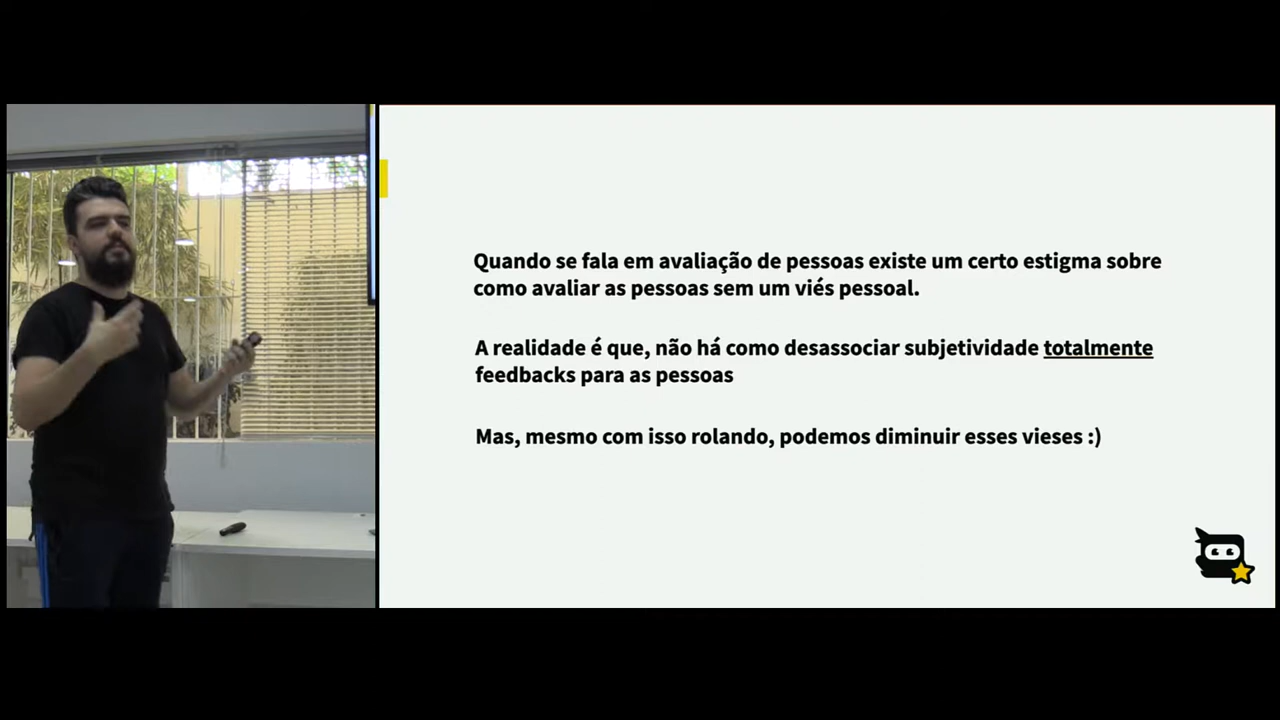 Quando se fala em avaliação de pessoas existe um certo estigma sobre
como avaliar as pessoas sem um viés pessoal.
A realidade é que, não há como desassociar subjetividade totalmente
feedbacks para as pessoas
Mas, mesmo com isso rolando, podemos diminuir esses vieses :)